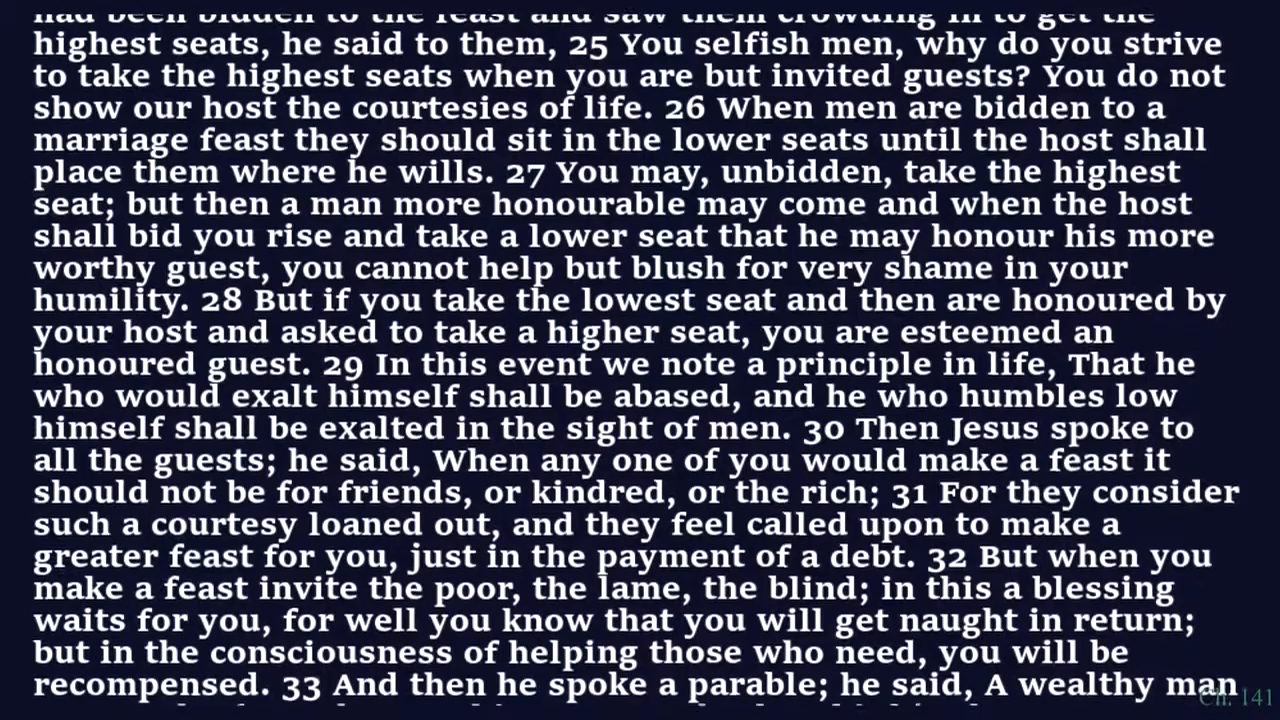 had been bidden to the feast and saw them crowding in to get the
highest seats, he said to them, 25 You selfish men, why do you strive
to take the highest seats when you are but invited guests? You do not
show our host the courtesies of life. 26 When men are bidden to a
marriage feast they should sit in the lower seats until the host shall
place them where he wills. 27 You may, unbidden, take the highest
seat; but then a man more honourable may come and when the host
shall bid you rise and take a lower seat that he may honour his more
worthy guest, you cannot help but blush for very shame in your
humility. 28 But if you take the lowest seat and then are honoured by
your host and asked to take a higher seat, you are esteemed an
honoured guest. 29 In this event we note a principle in life, That he
who would exalt himself shall be abased, and he who humbles low
himself shall be exalted in the sight of men. 30 Then Jesus spoke to
all the guests; he said, When any one of you would make a feast it
should not be for friends, or kindred, or the rich; 31 For they consider
such a courtesy loaned out, and they feel called upon to make a
greater feast for you, just in the payment of a debt. 32 But when you
make a feast invite the poor, the lame, the blind; in this a blessing
waits for you, for well you know that you will get naught in return;
but in the consciousness of helping those who need, you will be
recompensed. 33 And then he spoke a parable; he said, A wealthy man
Ch. 141